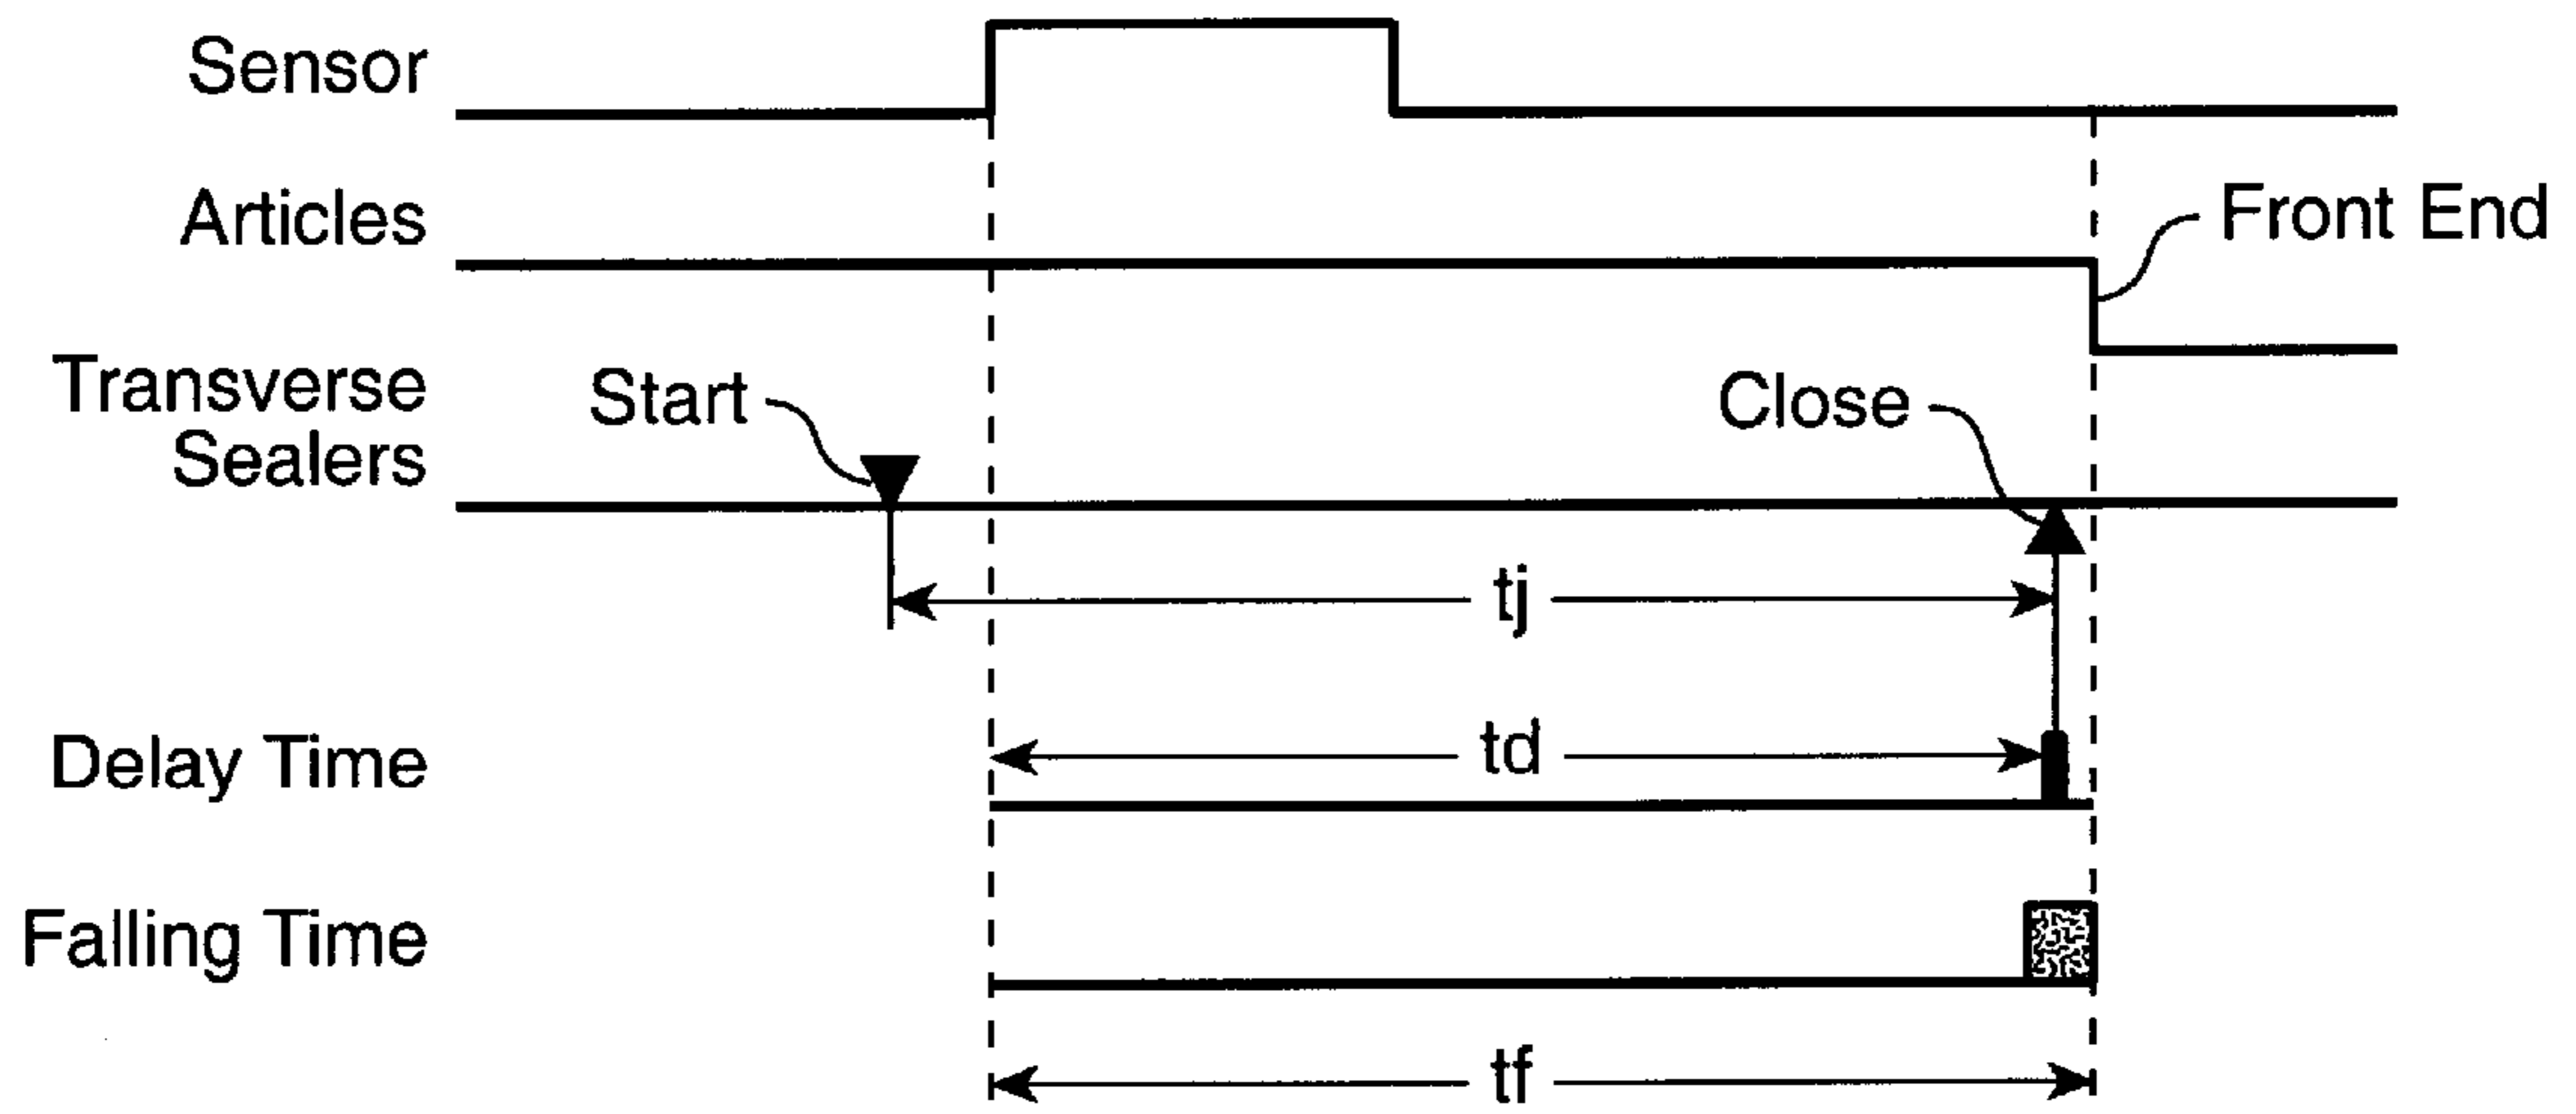 Sensor
Articles
Front End
Transverse
Sealers
Start
Close
tj
Delay Time
td
Falling Time
tf